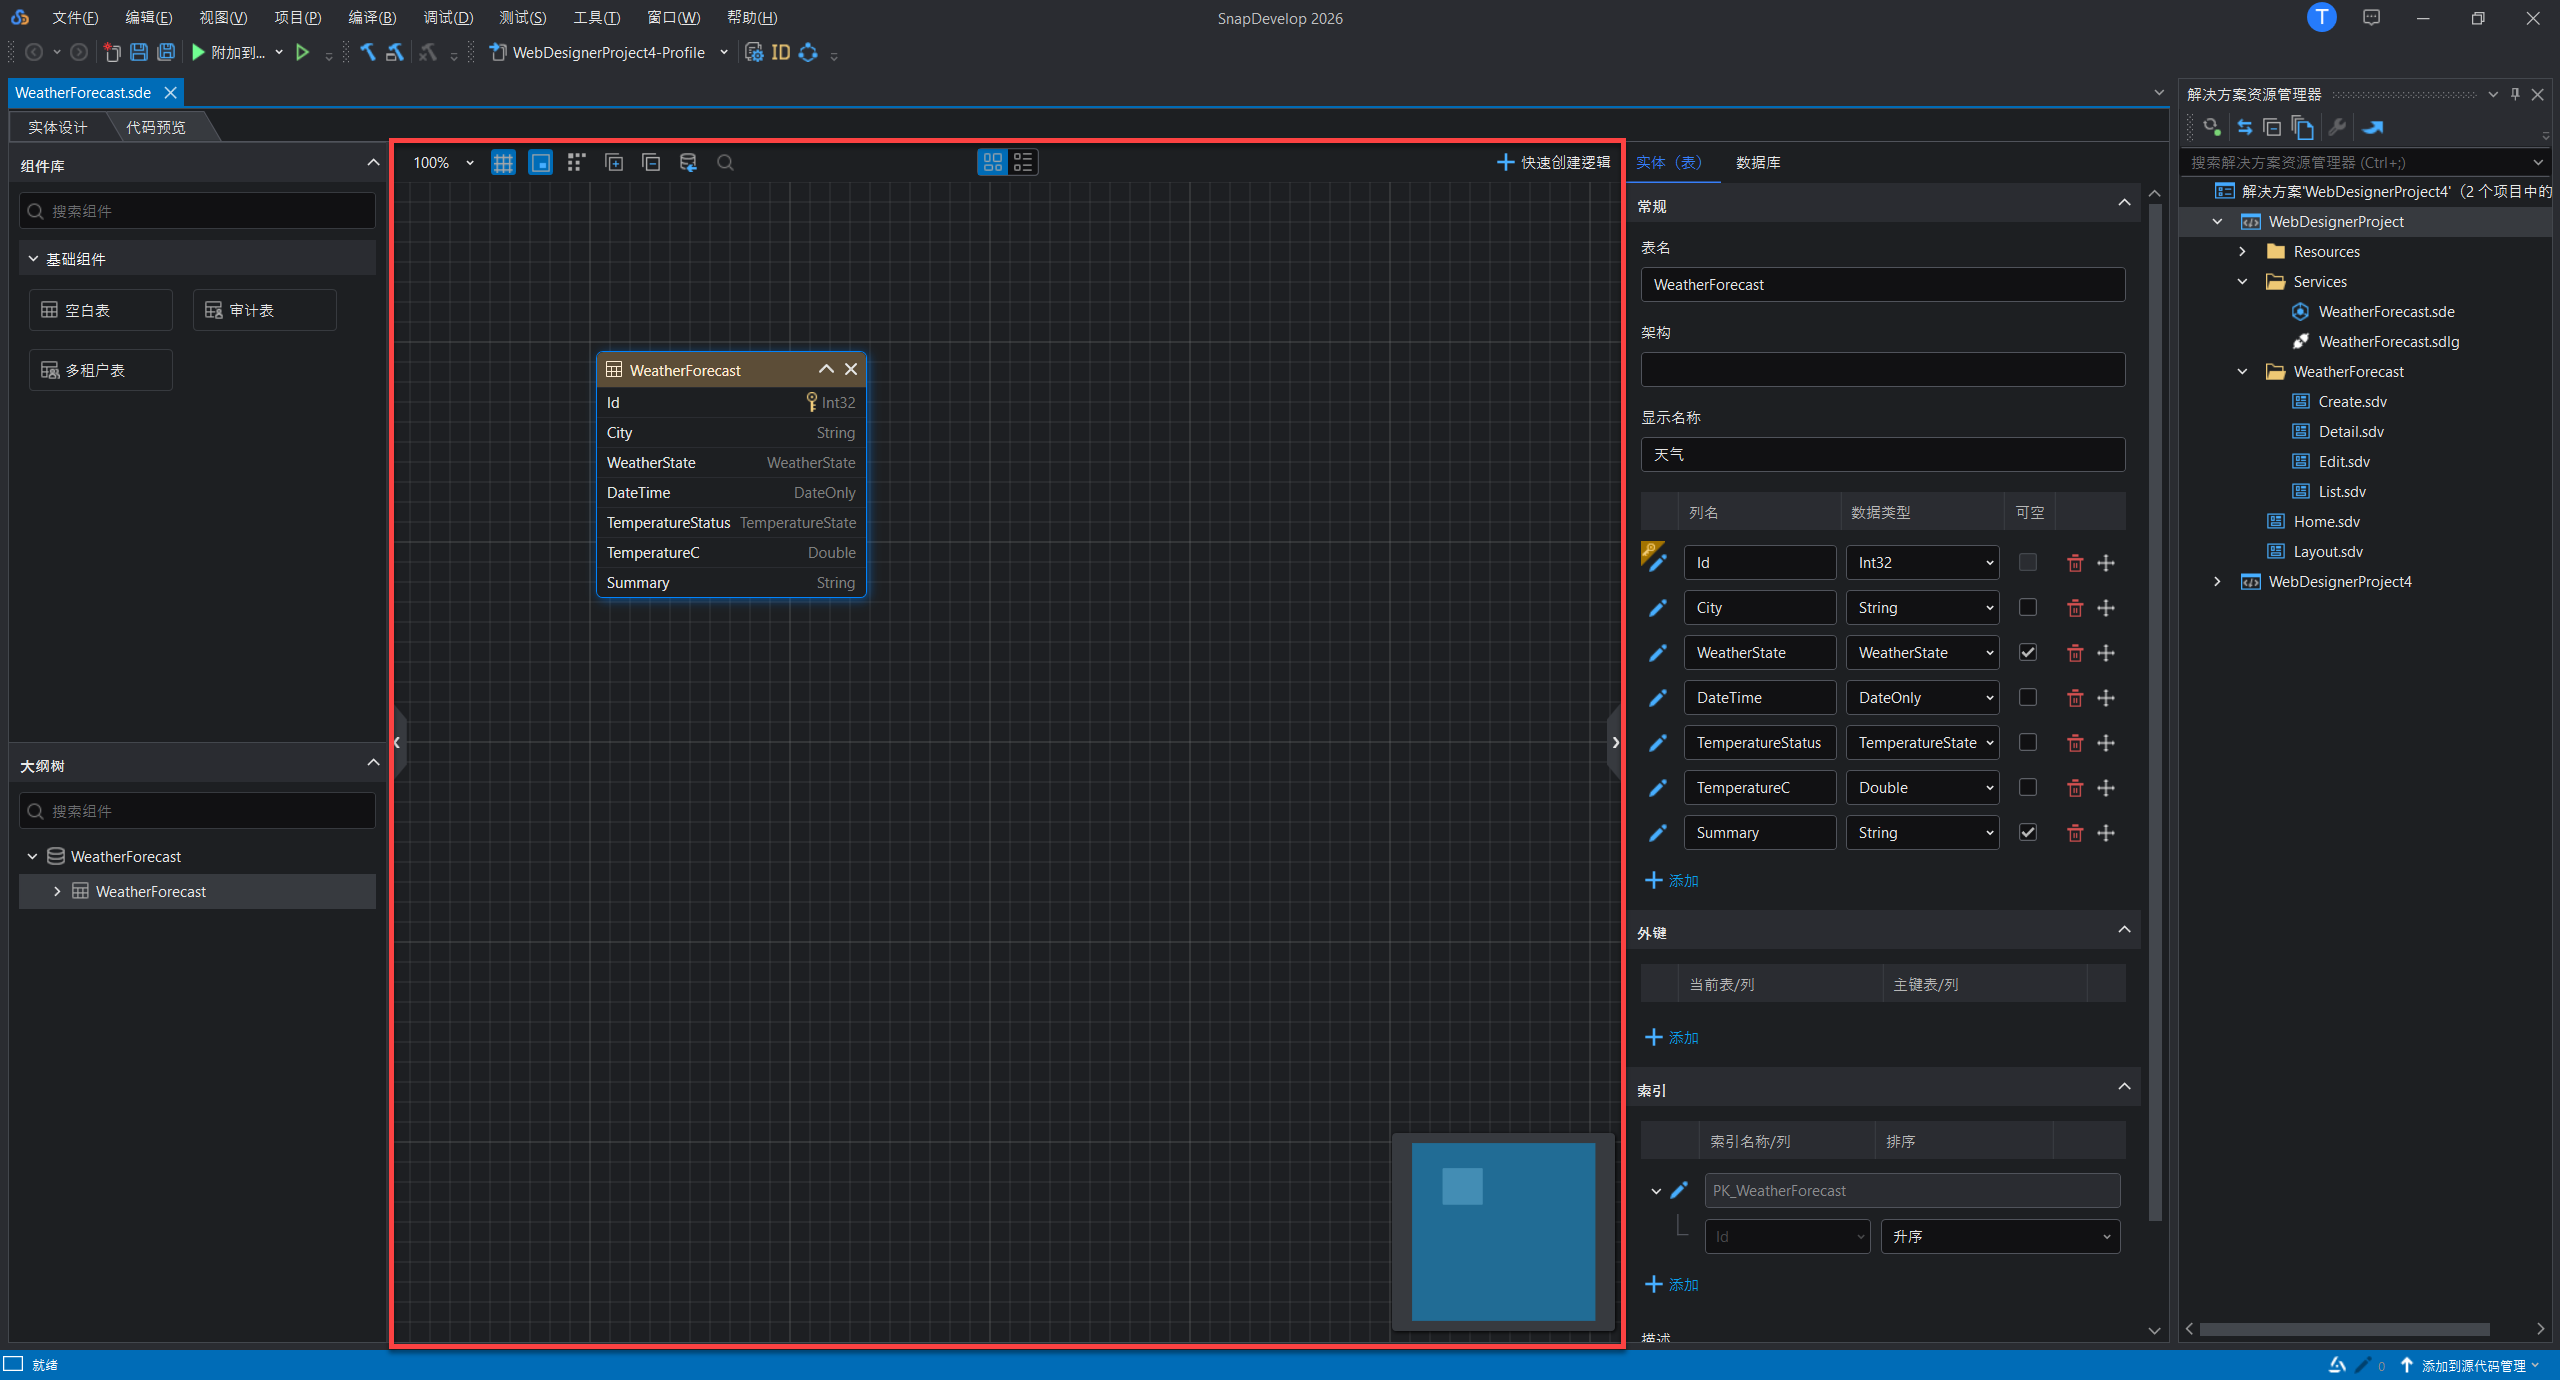 文件(F) 编辑(E) 视图(V) 项目(P) 编译(B) 调试(D) 测试(S) 工具(T) 窗口(W) 帮助(H)
SnapDevelop 2026
T
附加到...
WebDesignerProject4-Profile
ID
WeatherForecast.sde
实体设计
代码预览
组件库
搜索组件
基础组件
空白表
审计表
多租户表
大纲树
搜索组件
WeatherForecast
WeatherForecast
100%
快速创建逻辑
WeatherForecast
Id Int32
City String
WeatherState WeatherState
DateTime DateOnly
TemperatureStatus TemperatureState
TemperatureC Double
Summary String
实体（表）
数据库
常规
表名
WeatherForecast
架构
显示名称
天气
列名 数据类型 可空
Id Int32
City String
WeatherState WeatherState
DateTime DateOnly
TemperatureStatus TemperatureState
TemperatureC Double
Summary String
添加
外键
当前表/列 主键表/列
添加
索引
索引名称/列 排序
PK_WeatherForecast
Id 升序
添加
描述
解决方案资源管理器
搜索解决方案资源管理器 (Ctrl+;)
解决方案'WebDesignerProject4'（2 个项目中的
WebDesignerProject
Resources
Services
WeatherForecast.sde
WeatherForecast.sdlg
WeatherForecast
Create.sdv
Detail.sdv
Edit.sdv
List.sdv
Home.sdv
Layout.sdv
WebDesignerProject4
就绪
0
添加到源代码管理